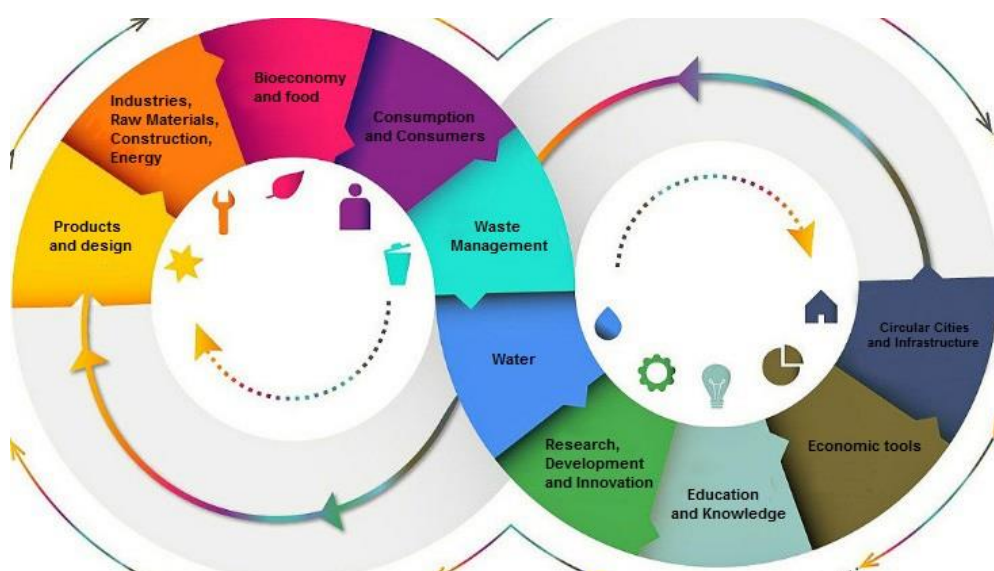 Products
and design
Industries,
Raw Materials,
Construction,
Energy
Bioeconomy
and food
Consumption
and Consumers
Waste
Management
Water
Research,
Development
and Innovation
Education
and Knowledge
Economic tools
Circular Cities
and Infrastructure